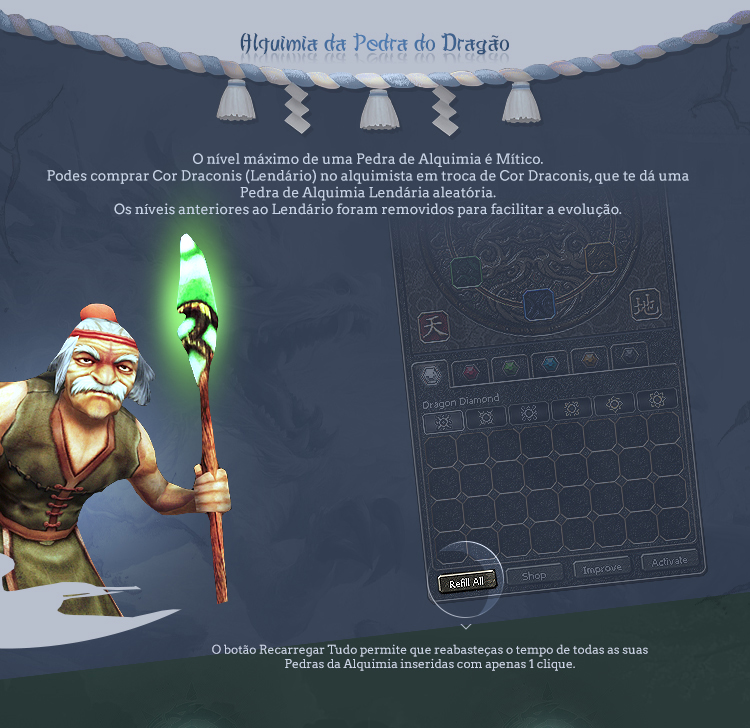 Alquimia da Pedra do Dragão
O nível máximo de uma Pedra de Alquimia é Mítico.
Podes comprar Cor Draconis (Lendário) no alquimista em troca de Cor Draconis, que te dá uma
Pedra de Alquimia Lendária aleatória.
Os níveis anteriores ao Lendário foram removidos para facilitar a evolução.
天
地
Dragon Diamond
Refill All
Shop
Improve
Activate
O botão Recarregar Tudo permite que reabasteças o tempo de todas as suas
Pedras da Alquimia inseridas com apenas 1 clique.